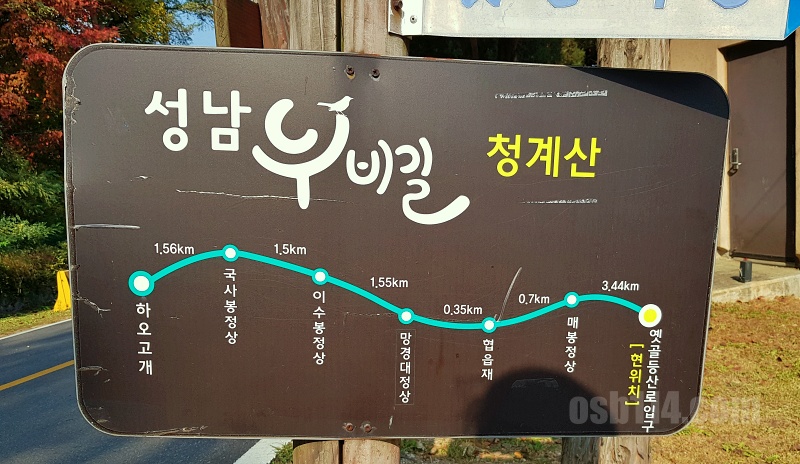 성남 누비길 청계산
1.56km 1.5km 1.55km 0.35km 0.7km 3.44km
하오고개
국사봉정상
이수봉정상
망경대정상
혈읍재
매봉정상
옛골등산로입구
[현위치]
osb114.com